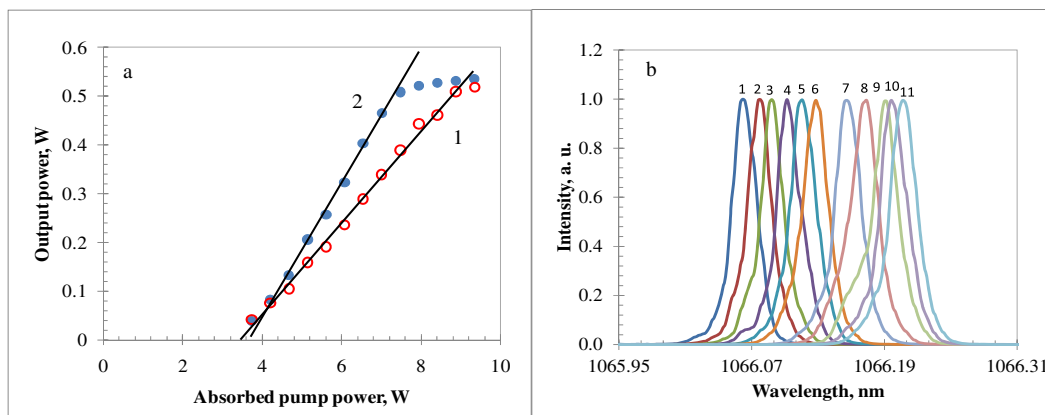 a
0.6
0.5
0.4
0.3
0.2
0.1
0
0 2 4 6 8 10
2
1
Output power, W
Absorbed pump power, W
b
1.2
1.0
0.8
0.6
0.4
0.2
0.0
1065.95 1066.07 1066.19 1066.31
1 2 3 4 5 6 7 8 9 10 11
Intensity, a. u.
Wavelength, nm